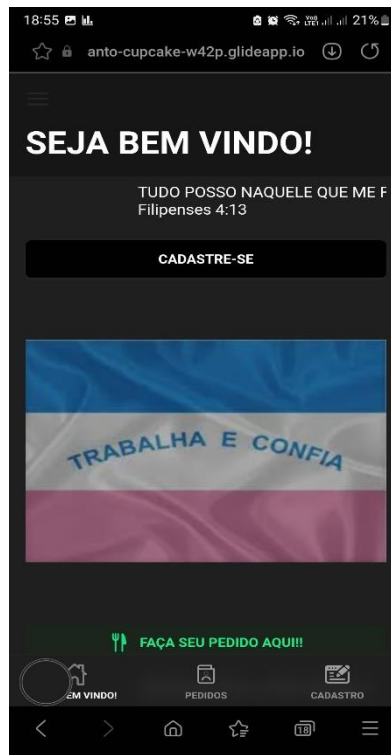 18:55
21%
anto-cupcake-w42p.glideapp.io
SEJA BEM VINDO!
TUDO POSSO NAQUELE QUE ME F
Filipenses 4:13
CADASTRE-SE
TRABALHA E CONFIA
FAÇA SEU PEDIDO AQUI!!
EM VINDO!
PEDIDOS
CADASTRO
18